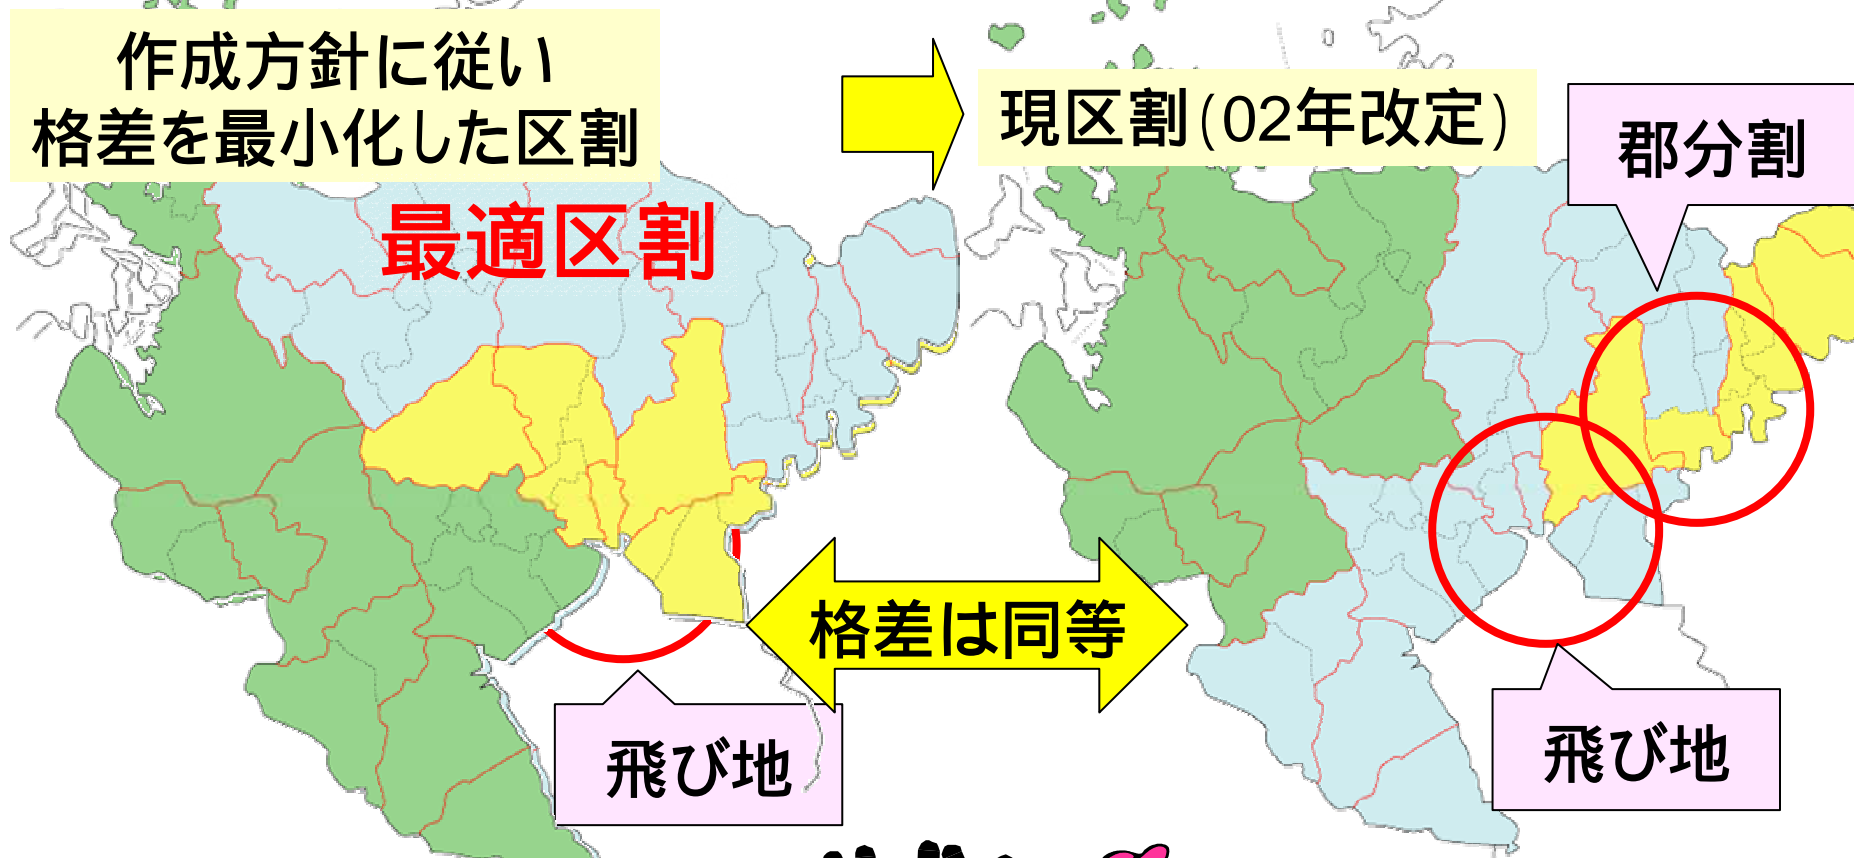 作成方針に従い
格差を最小化した区割
最適区割
現区割(02年改定)
郡分割
格差は同等
飛び地
飛び地